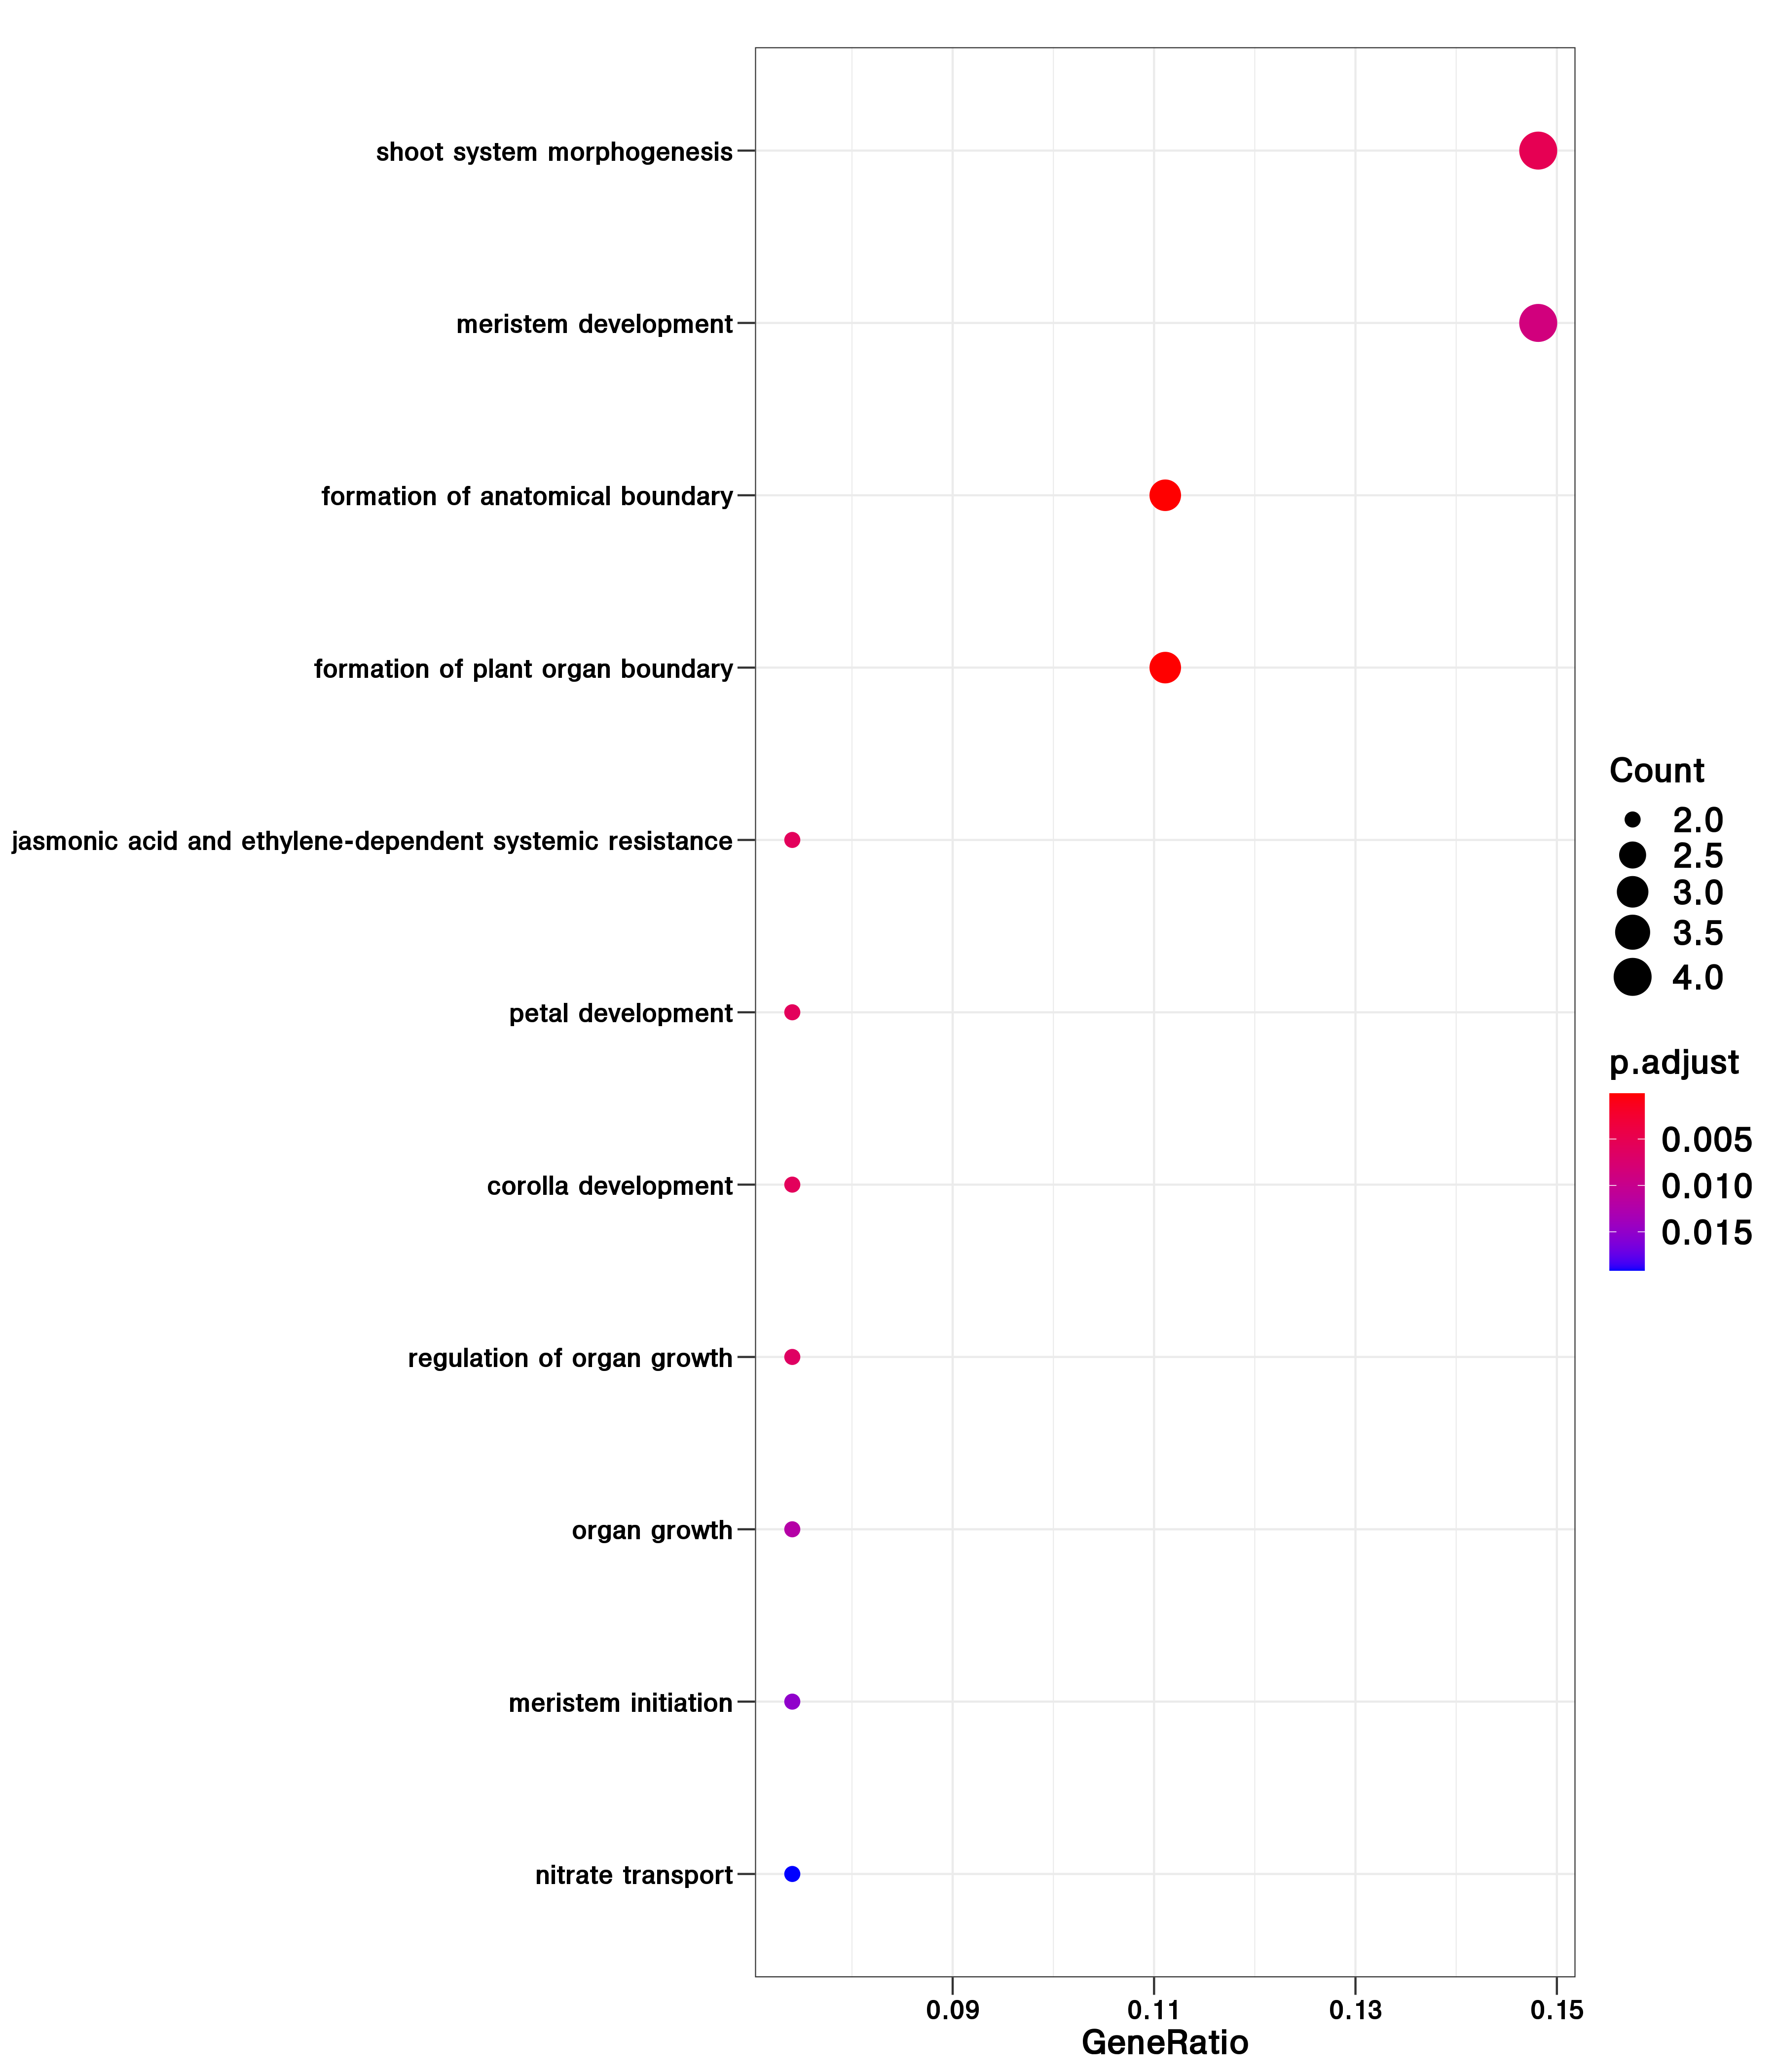 shoot system morphogenesis
meristem development
formation of anatomical boundary
formation of plant organ boundary
jasmonic acid and ethylene-dependent systemic resistance
petal development
corolla development
regulation of organ growth
organ growth
meristem initiation
nitrate transport
0.09 0.11 0.13 0.15
GeneRatio
Count
2.0
2.5
3.0
3.5
4.0
p.adjust
0.005
0.010
0.015